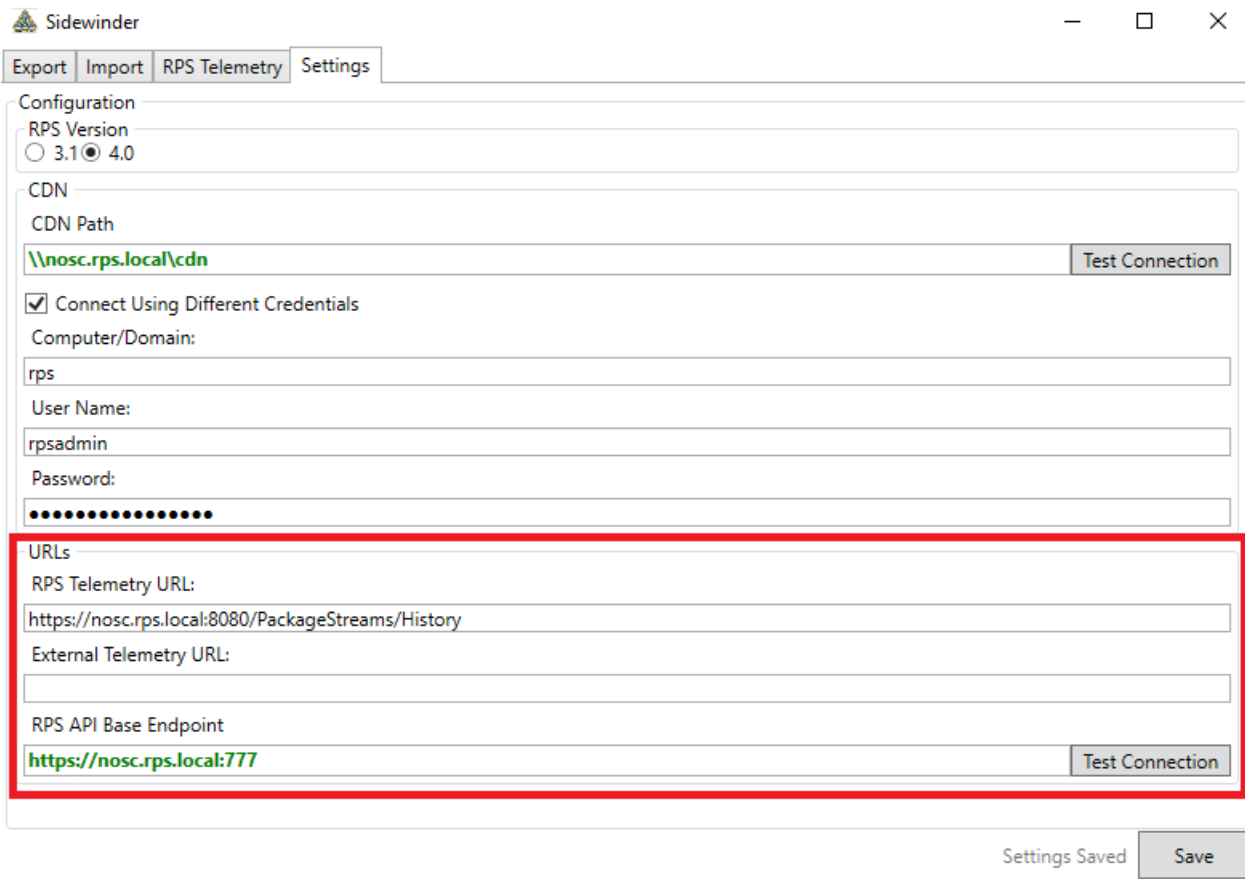 Sidewinder
Export Import RPS Telemetry Settings
Configuration
RPS Version
3.1 4.0
CDN
CDN Path
\\nosc.rps.local\cdn Test Connection
Connect Using Different Credentials
Computer/Domain:
rps
User Name:
rpsadmin
Password:
●●●●●●●●●●●●●●●●
URLs
RPS Telemetry URL:
https://nosc.rps.local:8080/PackageStreams/History
External Telemetry URL:
RPS API Base Endpoint
https://nosc.rps.local:777 Test Connection
Settings Saved Save